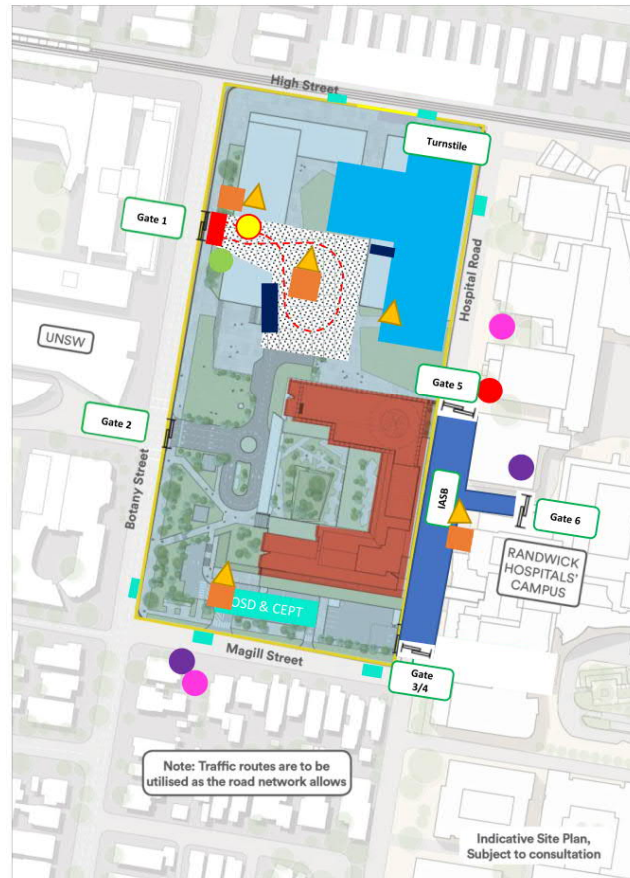 High Street
Turnstile
Gate 1
Hospital Road
UNSW
Gate 5
Gate 2
IASB
Gate 6
Botany Street
RANDWICK
HOSPITALS'
CAMPUS
OSD & CEPT
Magill Street
Gate
3/4
Note: Traffic routes are to be
utilised as the road network allows
Indicative Site Plan,
Subject to consultation